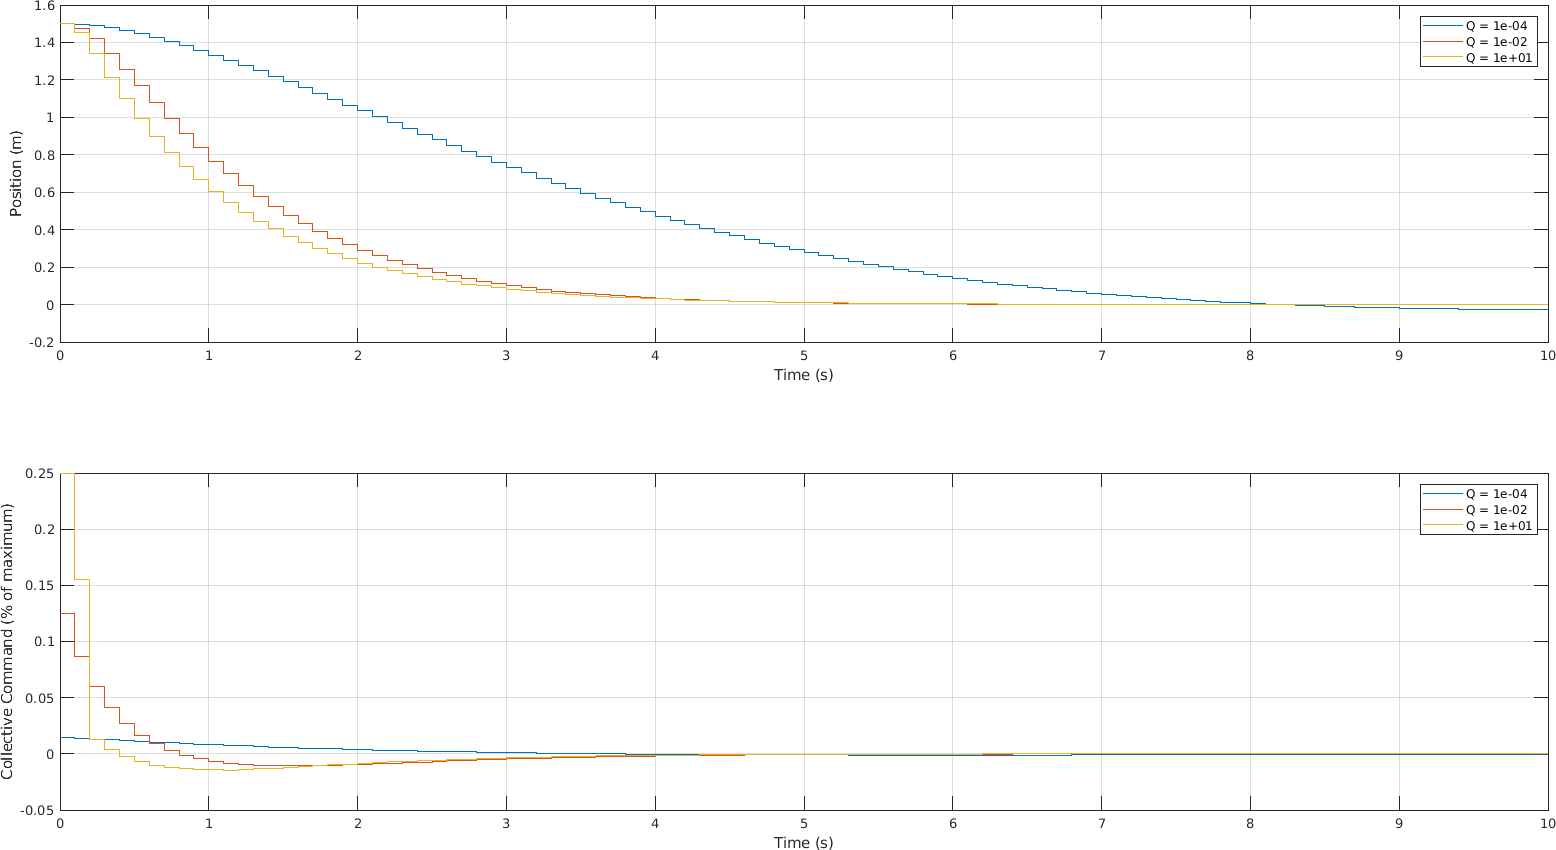 1.6
1.4
1.2
1
0.8
0.6
0.4
0.2
0
-0.2
Position (m)
0 1 2 3 4 5 6 7 8 9 10
Time (s)
Q = 1e-04
Q = 1e-02
Q = 1e+01
0.25
0.2
0.15
0.1
0.05
0
-0.05
Collective Command (% of maximum)
0 1 2 3 4 5 6 7 8 9 10
Time (s)
Q = 1e-04
Q = 1e-02
Q = 1e+01